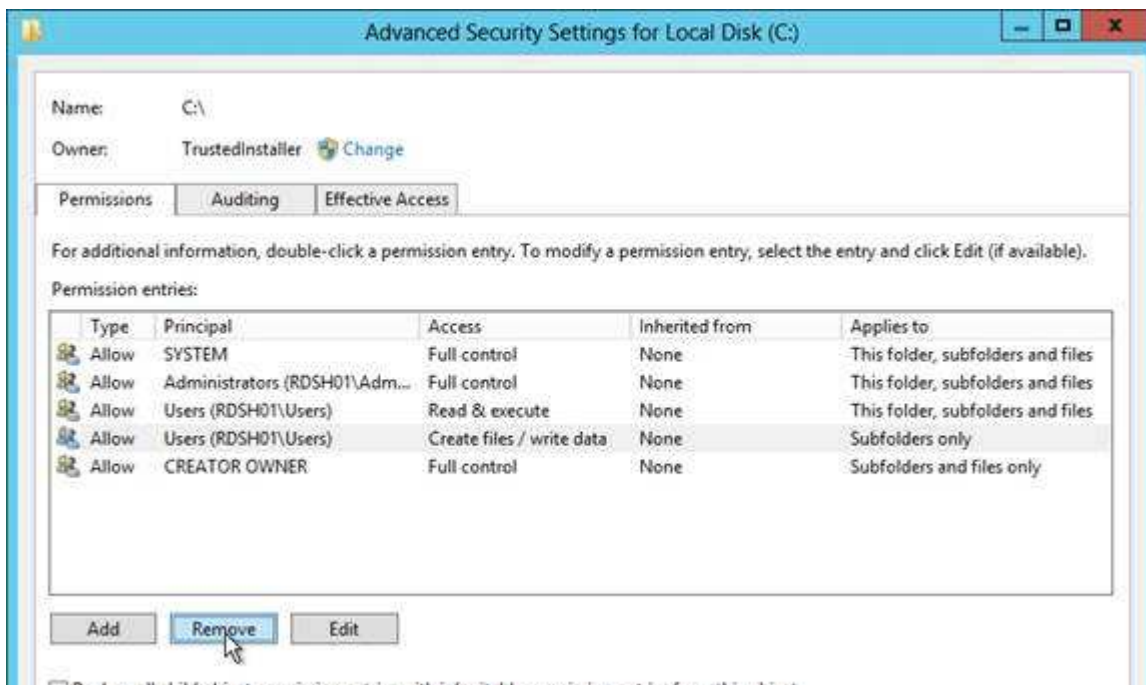 Advanced Security Settings for Local Disk (C:)
Name: C:\
Owner: TrustedInstaller Change
Permissions Auditing Effective Access
For additional information, double-click a permission entry. To modify a permission entry, select the entry and click Edit (if available).
Permission entries:
Type Principal Access Inherited from Applies to
Allow SYSTEM Full control None This folder, subfolders and files
Allow Administrators (RDSH01\Adm... Full control None This folder, subfolders and files
Allow Users (RDSH01\Users) Read & execute None This folder, subfolders and files
Allow Users (RDSH01\Users) Create files / write data None Subfolders only
Allow CREATOR OWNER Full control None Subfolders and files only
Add Remove Edit